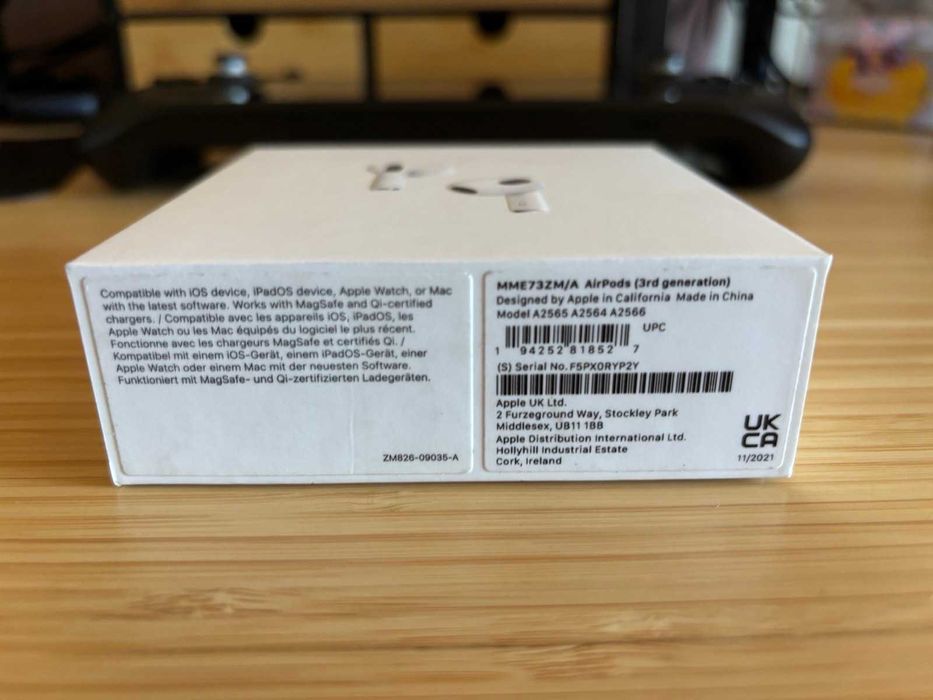 Compatible with iOS device, iPadOS device, Apple Watch, or Mac
with the latest software. Works with MagSafe and Qi-certified
chargers. / Compatible avec les appareils iOS, iPadOS, les
Apple Watch ou les Mac équipés du logiciel le plus récent.
Fonctionne avec les chargeurs MagSafe et certifiés Qi. /
Kompatibel mit einem iOS-Gerät, einem iPadOS-Gerät, einer
Apple Watch oder einem Mac mit der neuesten Software.
Funktioniert mit MagSafe- und Qi-zertifizierten Ladegeräten.
ZM826-09035-A
MME73ZM/A AirPods (3rd generation)
Designed by Apple in California Made in China
Model A2565 A2564 A2566
UPC
1 94252 81852 7
(S) Serial No. F5PX0RYP2Y
Apple UK Ltd.
2 Furzeground Way, Stockley Park
Middlesex, UB11 1BB
Apple Distribution International Ltd.
Hollyhill Industrial Estate
Cork, Ireland
UK
CA
11/2021